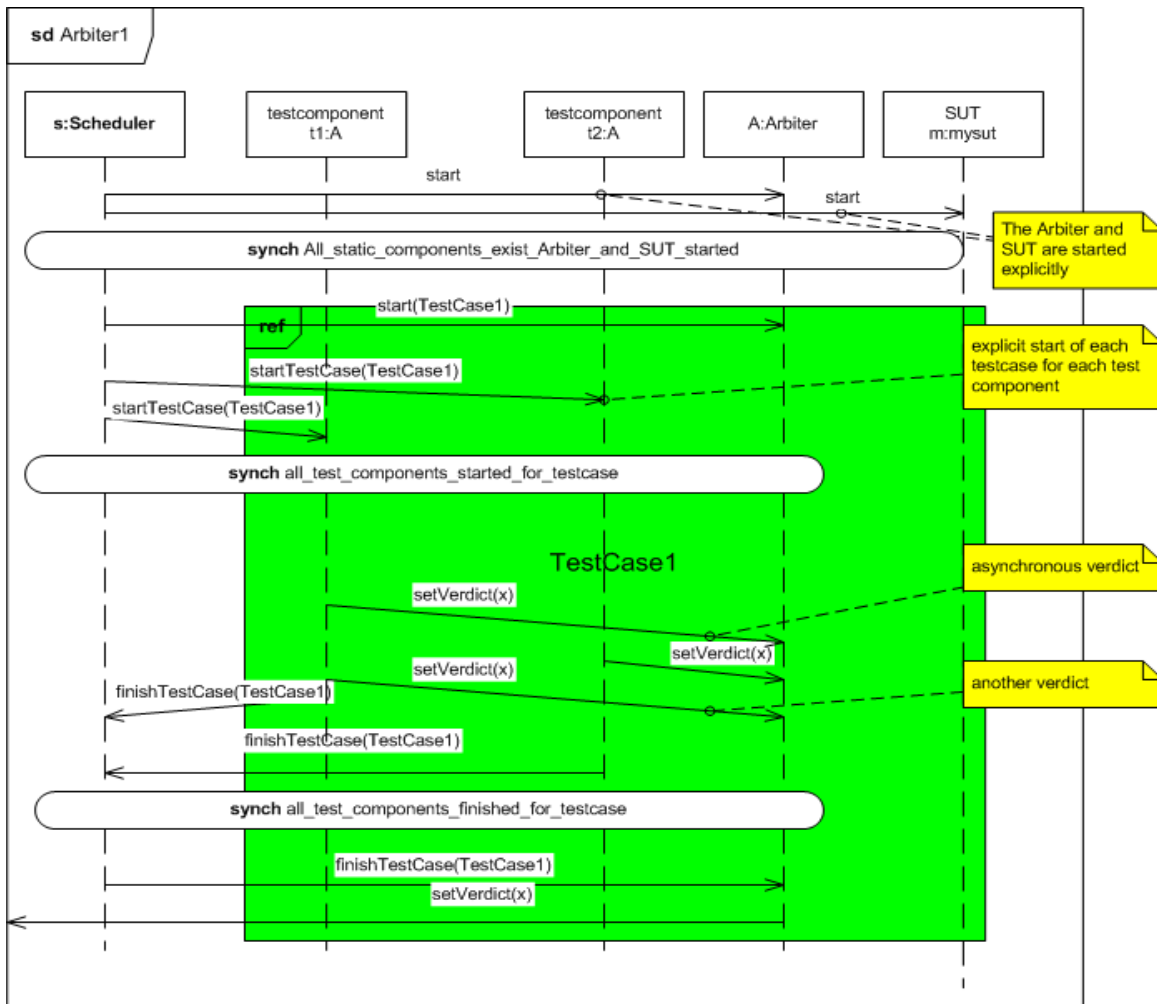 sd Arbiter1
s:Scheduler
testcomponent
t1:A
testcomponent
t2:A
A:Arbiter
SUT
m:mysut
start
start
The Arbiter and
SUT are started
explicitly
synch All_static_components_exist_Arbiter_and_SUT_started
start(TestCase1)
ref
explicit start of each
testcase for each test
component
startTestCase(TestCase1)
startTestCase(TestCase1)
synch all_test_components_started_for_testcase
TestCase1
asynchronous verdict
setVerdict(x)
setVerdict(x)
setVerdict(x)
another verdict
finishTestCase(TestCase1)
finishTestCase(TestCase1)
synch all_test_components_finished_for_testcase
finishTestCase(TestCase1)
setVerdict(x)